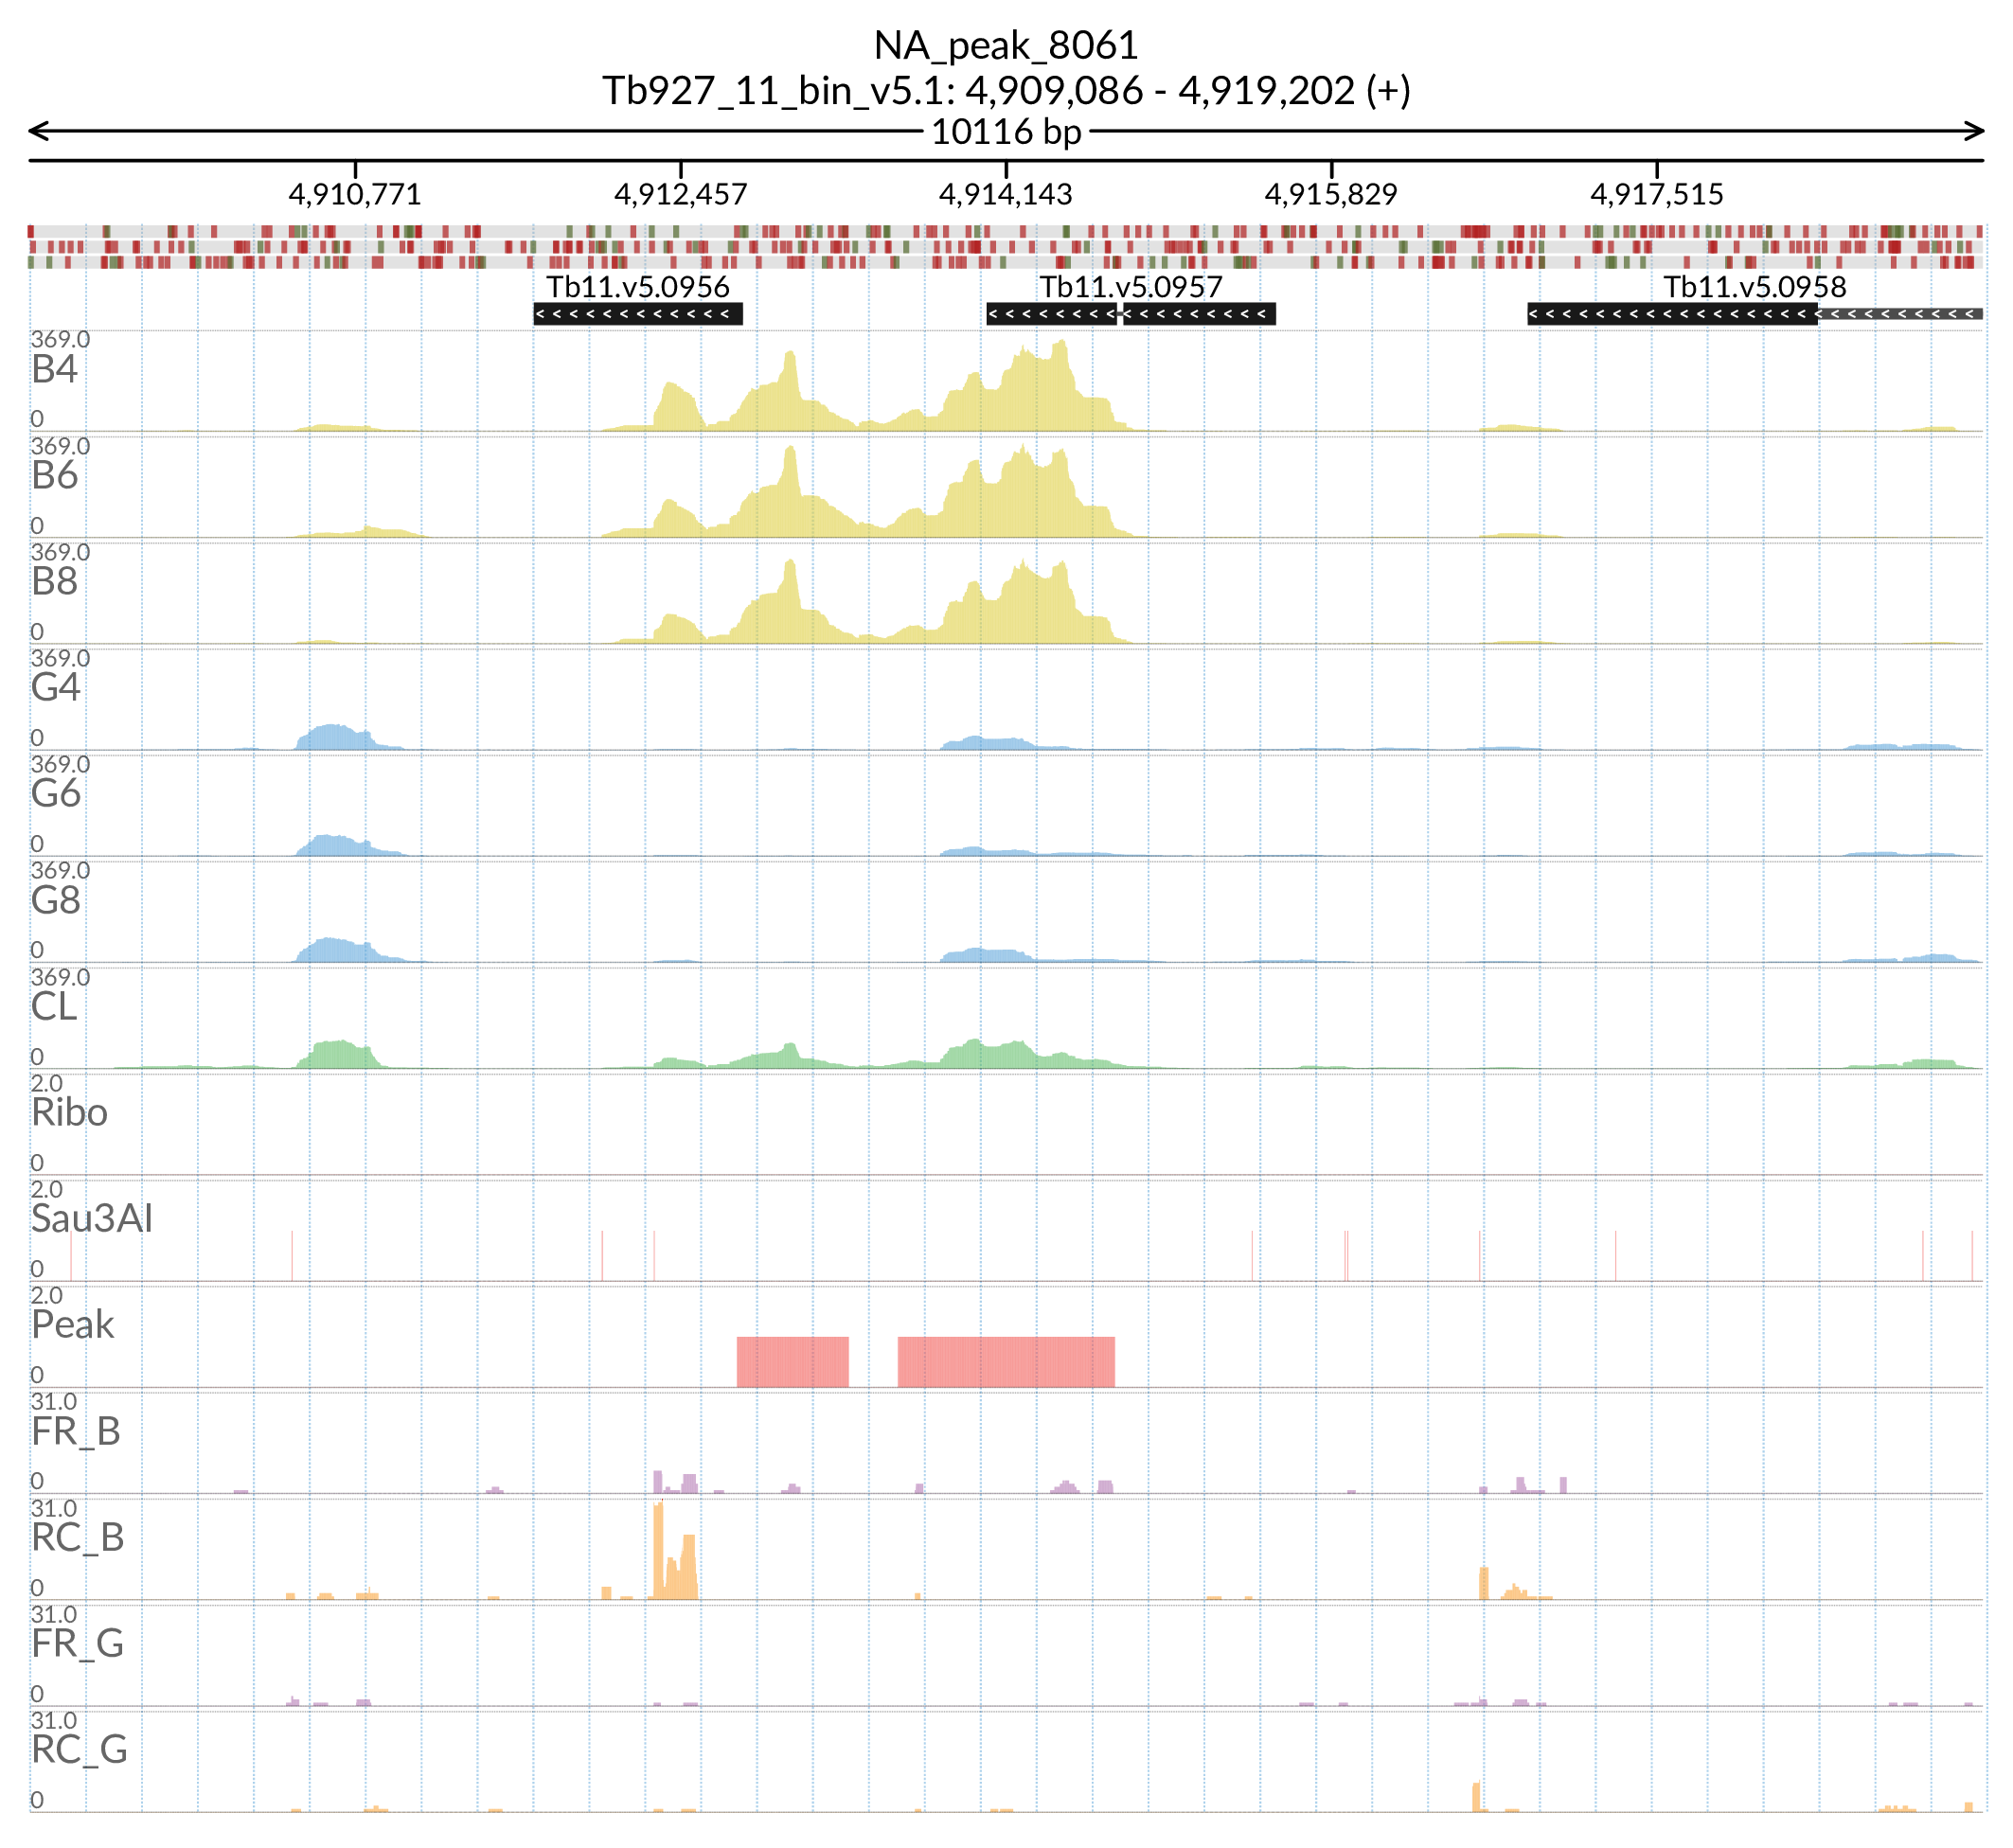 NA_peak_8061
Tb927_11_bin_v5.1: 4,909,086 - 4,919,202 (+)
10116 bp
4,910,771 4,912,457 4,914,143 4,915,829 4,917,515
Tb11.v5.0956 Tb11.v5.0957 Tb11.v5.0958
369.0
B4
0
369.0
B6
0
369.0
B8
0
369.0
G4
0
369.0
G6
0
369.0
G8
0
369.0
CL
0
2.0
Ribo
0
2.0
Sau3AI
0
2.0
Peak
0
31.0
FR_B
0
31.0
RC_B
0
31.0
FR_G
0
31.0
RC_G
0